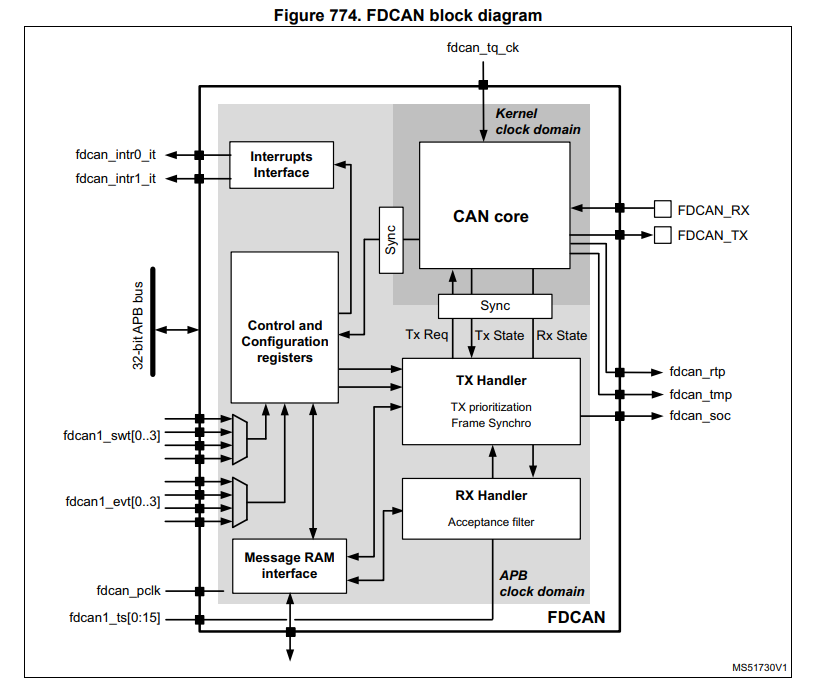 Figure 774. FDCAN block diagram
fdcan_tq_ck
Kernel
clock domain
fdcan_intr0_it
fdcan_intr1_it
Interrupts
Interface
CAN core
FDCAN_RX
FDCAN_TX
Sync
32-bit APB bus
Control and
Configuration
registers
Sync
Tx Req
Tx State
Rx State
TX Handler
TX prioritization
Frame Synchro
fdcan_rtp
fdcan_tmp
fdcan_soc
fdcan1_swt[0..3]
fdcan1_evt[0..3]
RX Handler
Acceptance filter
Message RAM
interface
APB
clock domain
fdcan_pclk
fdcan1_ts[0:15]
FDCAN
MS51730V1